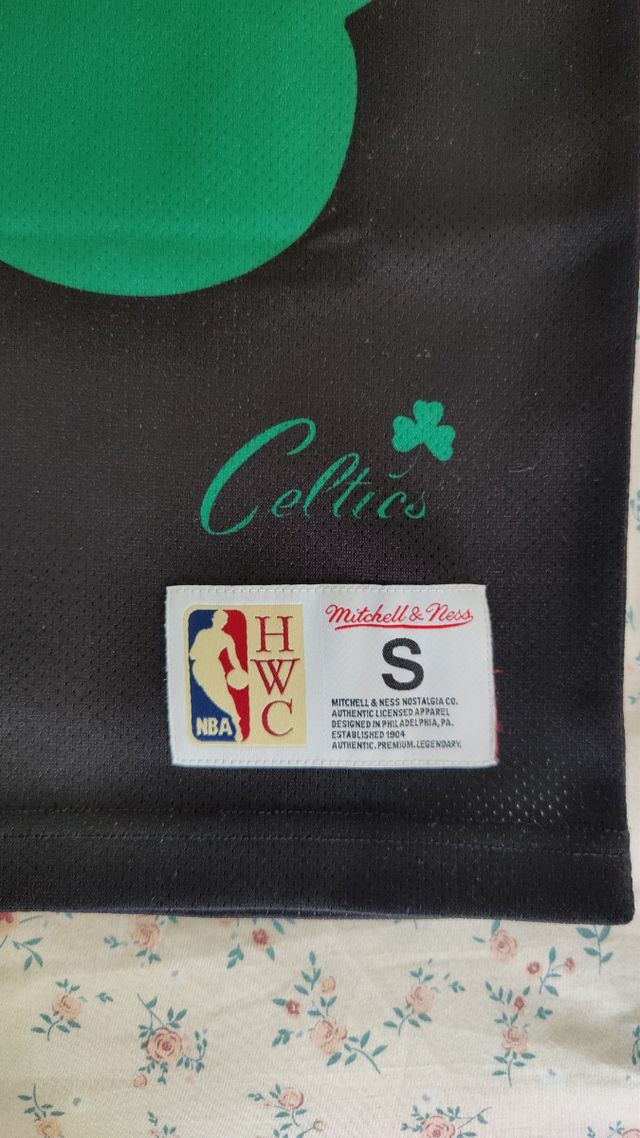 Celtics
NBA
H
W
C
Mitchell & Ness
S
MITCHELL & NESS NOSTALGIA CO.
AUTHENTIC LICENSED APPAREL
DESIGNED IN PHILADELPHIA, PA.
ESTABLISHED 1904
AUTHENTIC. PREMIUM. LEGENDARY.